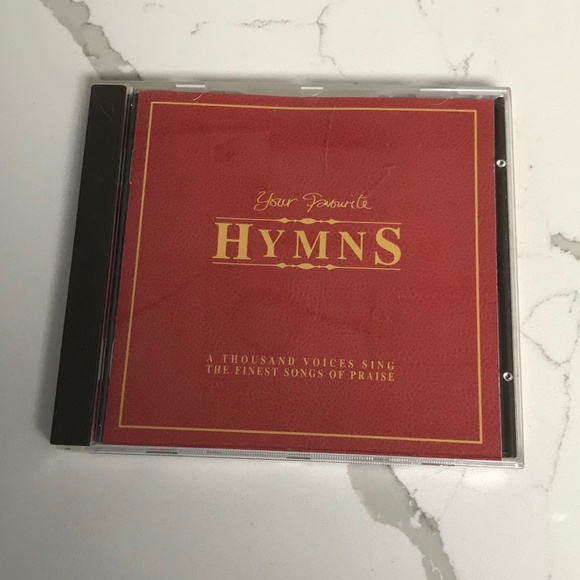 Your Favourite
HYMNS
A THOUSAND VOICES SING
THE FINEST SONGS OF PRAISE